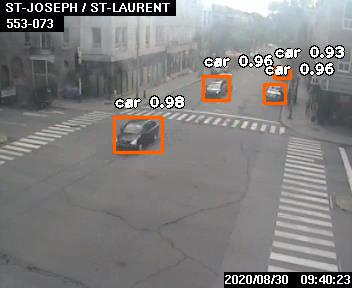 ST-JOSEPH / ST-LAURENT
553-073
car 0.93
car 0.96
car 0.96
car 0.98
2020/08/30 09:40:23